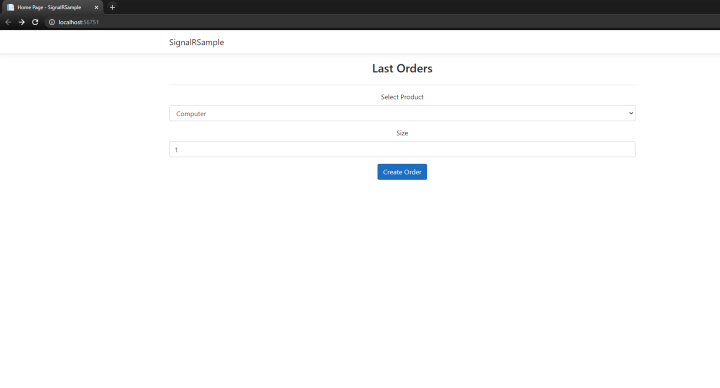 Home Page - SignalRSample
localhost:56751
SignalRSample
Last Orders
Select Product
Computer
Size
1
Create Order